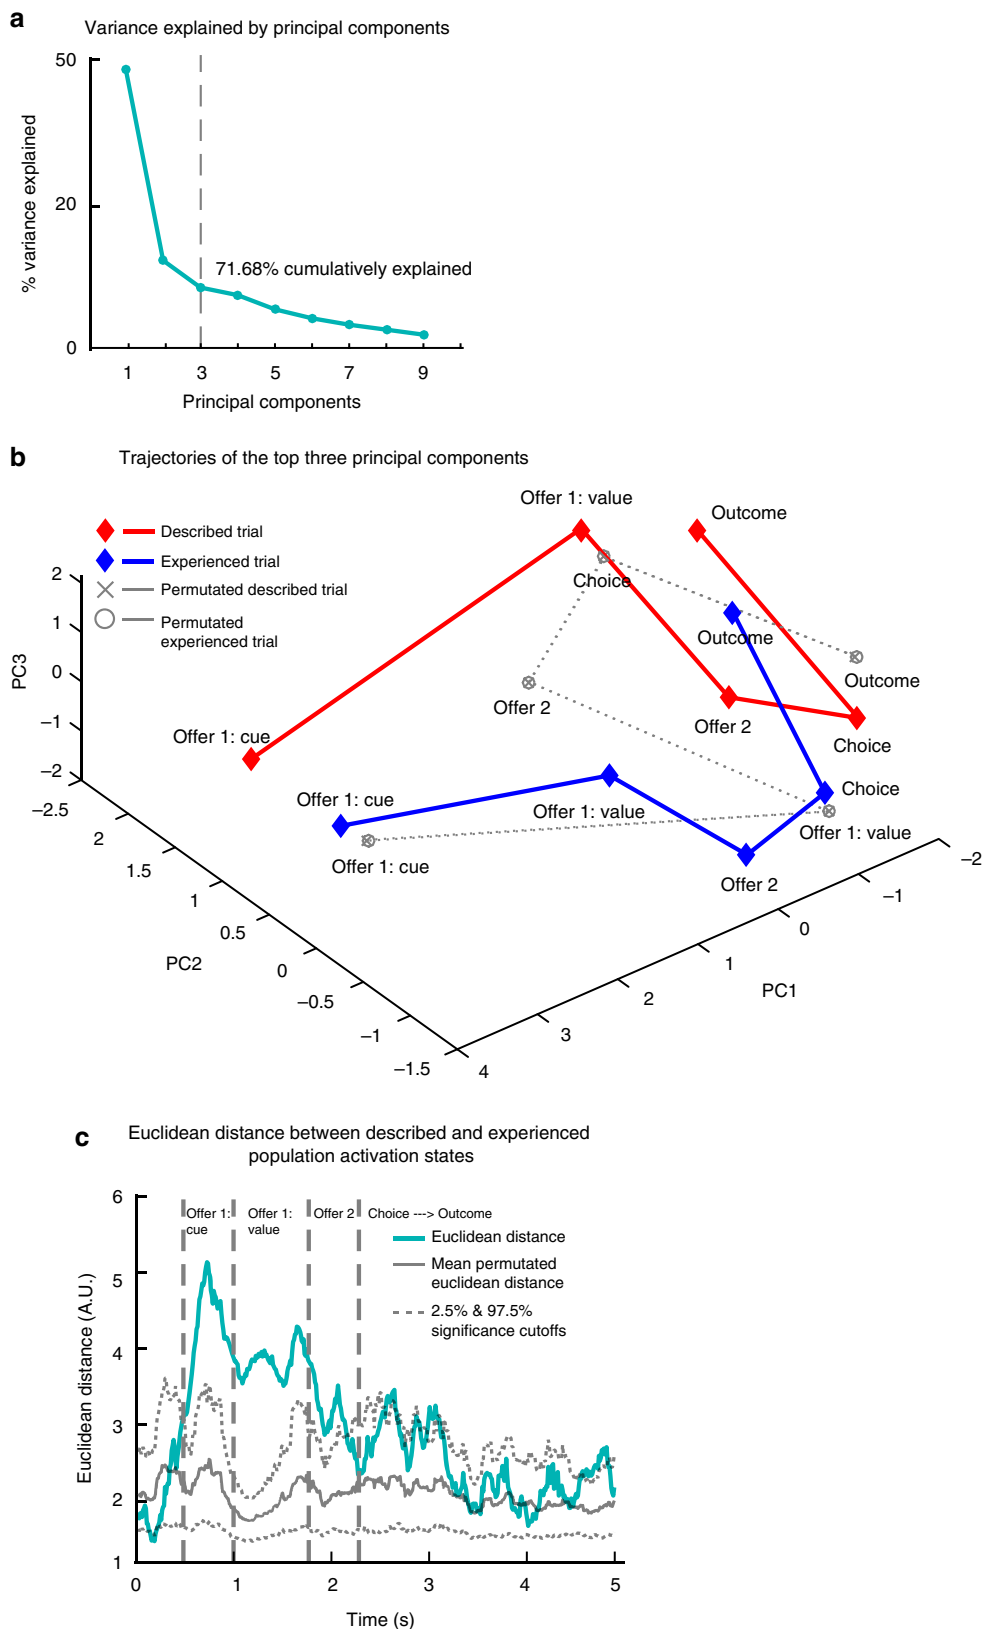 a
Variance explained by principal components
50
20
0
% variance explained
71.68% cumulatively explained
1 3 5 7 9
Principal components
b
Trajectories of the top three principal components
Described trial
Experienced trial
Permutated described trial
Permutated
experienced trial
Offer 1: value
Outcome
Choice
Outcome
Outcome
Offer 2
Offer 2
Choice
Offer 1: cue
Offer 1: cue
Choice
Offer 1: value
Offer 1: value
Offer 1: cue
Offer 2
PC3
2
1
0
−1
−2
−2.5
2
1.5
1
0.5
0
−0.5
−1
−1.5
PC2
4
3
2
1
0
−1
−2
PC1
c
Euclidean distance between described and experienced
population activation states
6
5
4
3
2
1
Euclidean distance (A.U.)
Offer 1:
cue
Offer 1:
value
Offer 2
Choice ---> Outcome
Euclidean distance
Mean permutated
euclidean distance
2.5% & 97.5%
significance cutoffs
0 1 2 3 4 5
Time (s)